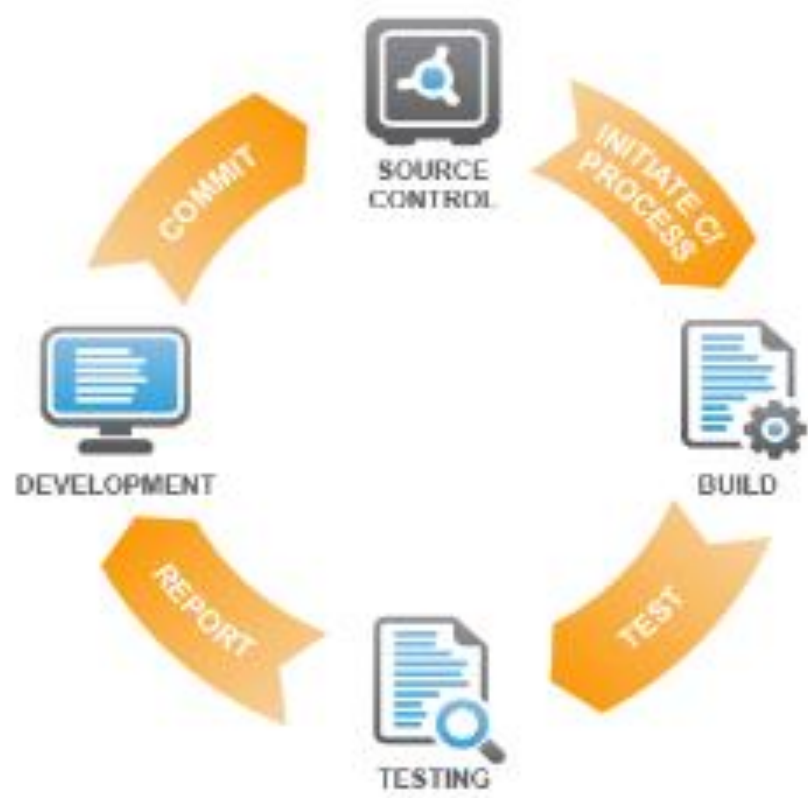 SOURCE
CONTROL
INITIATE CI
PROCESS
BUILD
TEST
TESTING
REPORT
DEVELOPMENT
COMMIT